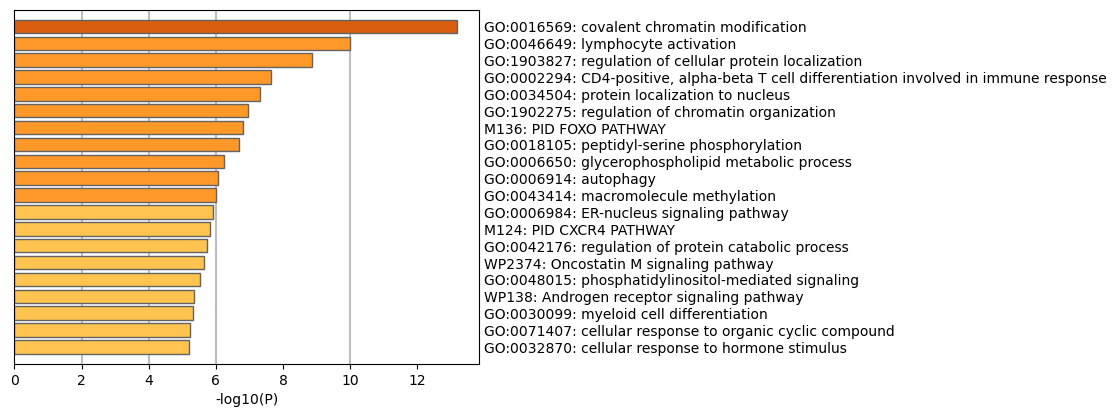 GO:0016569: covalent chromatin modification
GO:0046649: lymphocyte activation
GO:1903827: regulation of cellular protein localization
GO:0002294: CD4-positive, alpha-beta T cell differentiation involved in immune response
GO:0034504: protein localization to nucleus
GO:1902275: regulation of chromatin organization
M136: PID FOXO PATHWAY
GO:0018105: peptidyl-serine phosphorylation
GO:0006650: glycerophospholipid metabolic process
GO:0006914: autophagy
GO:0043414: macromolecule methylation
GO:0006984: ER-nucleus signaling pathway
M124: PID CXCR4 PATHWAY
GO:0042176: regulation of protein catabolic process
WP2374: Oncostatin M signaling pathway
GO:0048015: phosphatidylinositol-mediated signaling
WP138: Androgen receptor signaling pathway
GO:0030099: myeloid cell differentiation
GO:0071407: cellular response to organic cyclic compound
GO:0032870: cellular response to hormone stimulus
0 2 4 6 8 10 12
-log10(P)